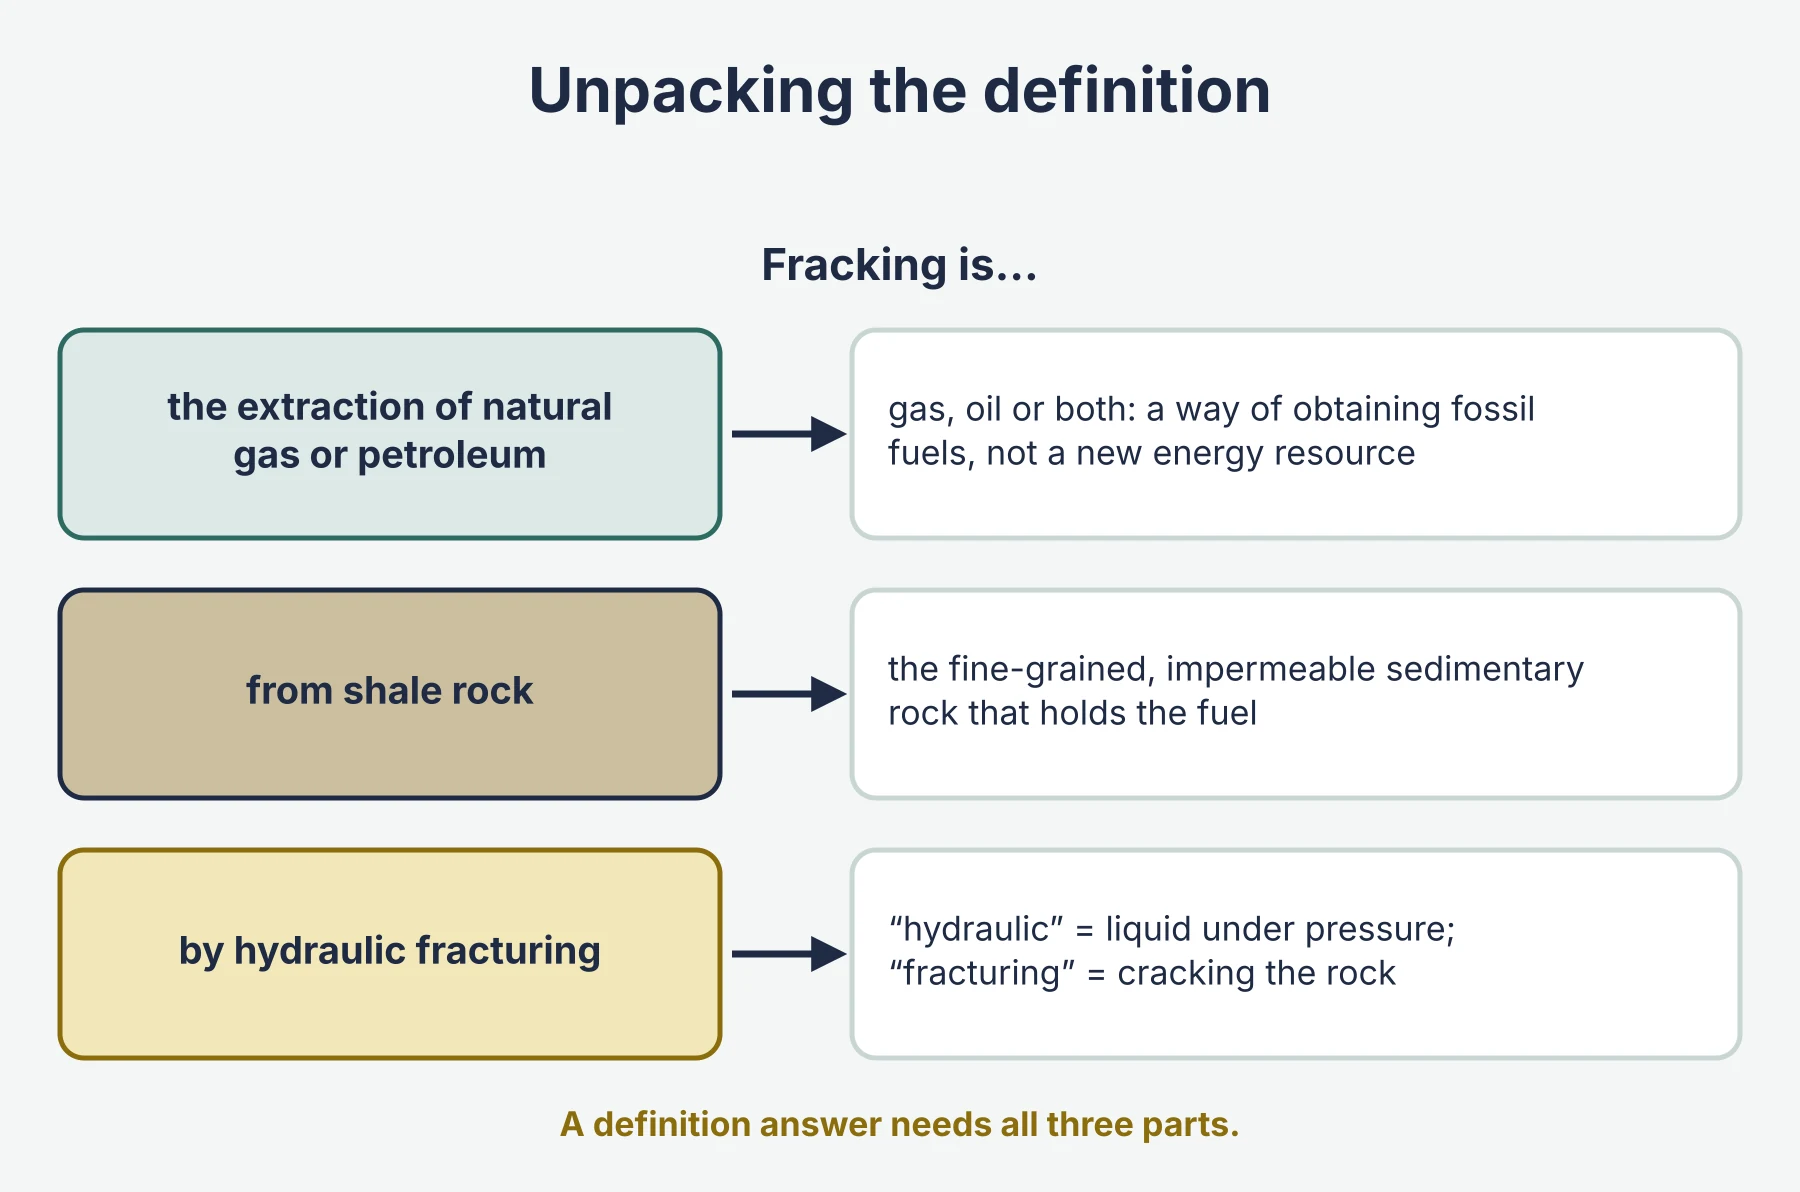 Unpacking the definition
Fracking is…
the extraction of natural
gas or petroleum
gas, oil or both: a way of obtaining fossil
fuels, not a new energy resource
from shale rock
the fine-grained, impermeable sedimentary
rock that holds the fuel
by hydraulic fracturing
“hydraulic” = liquid under pressure;
“fracturing” = cracking the rock
A definition answer needs all three parts.